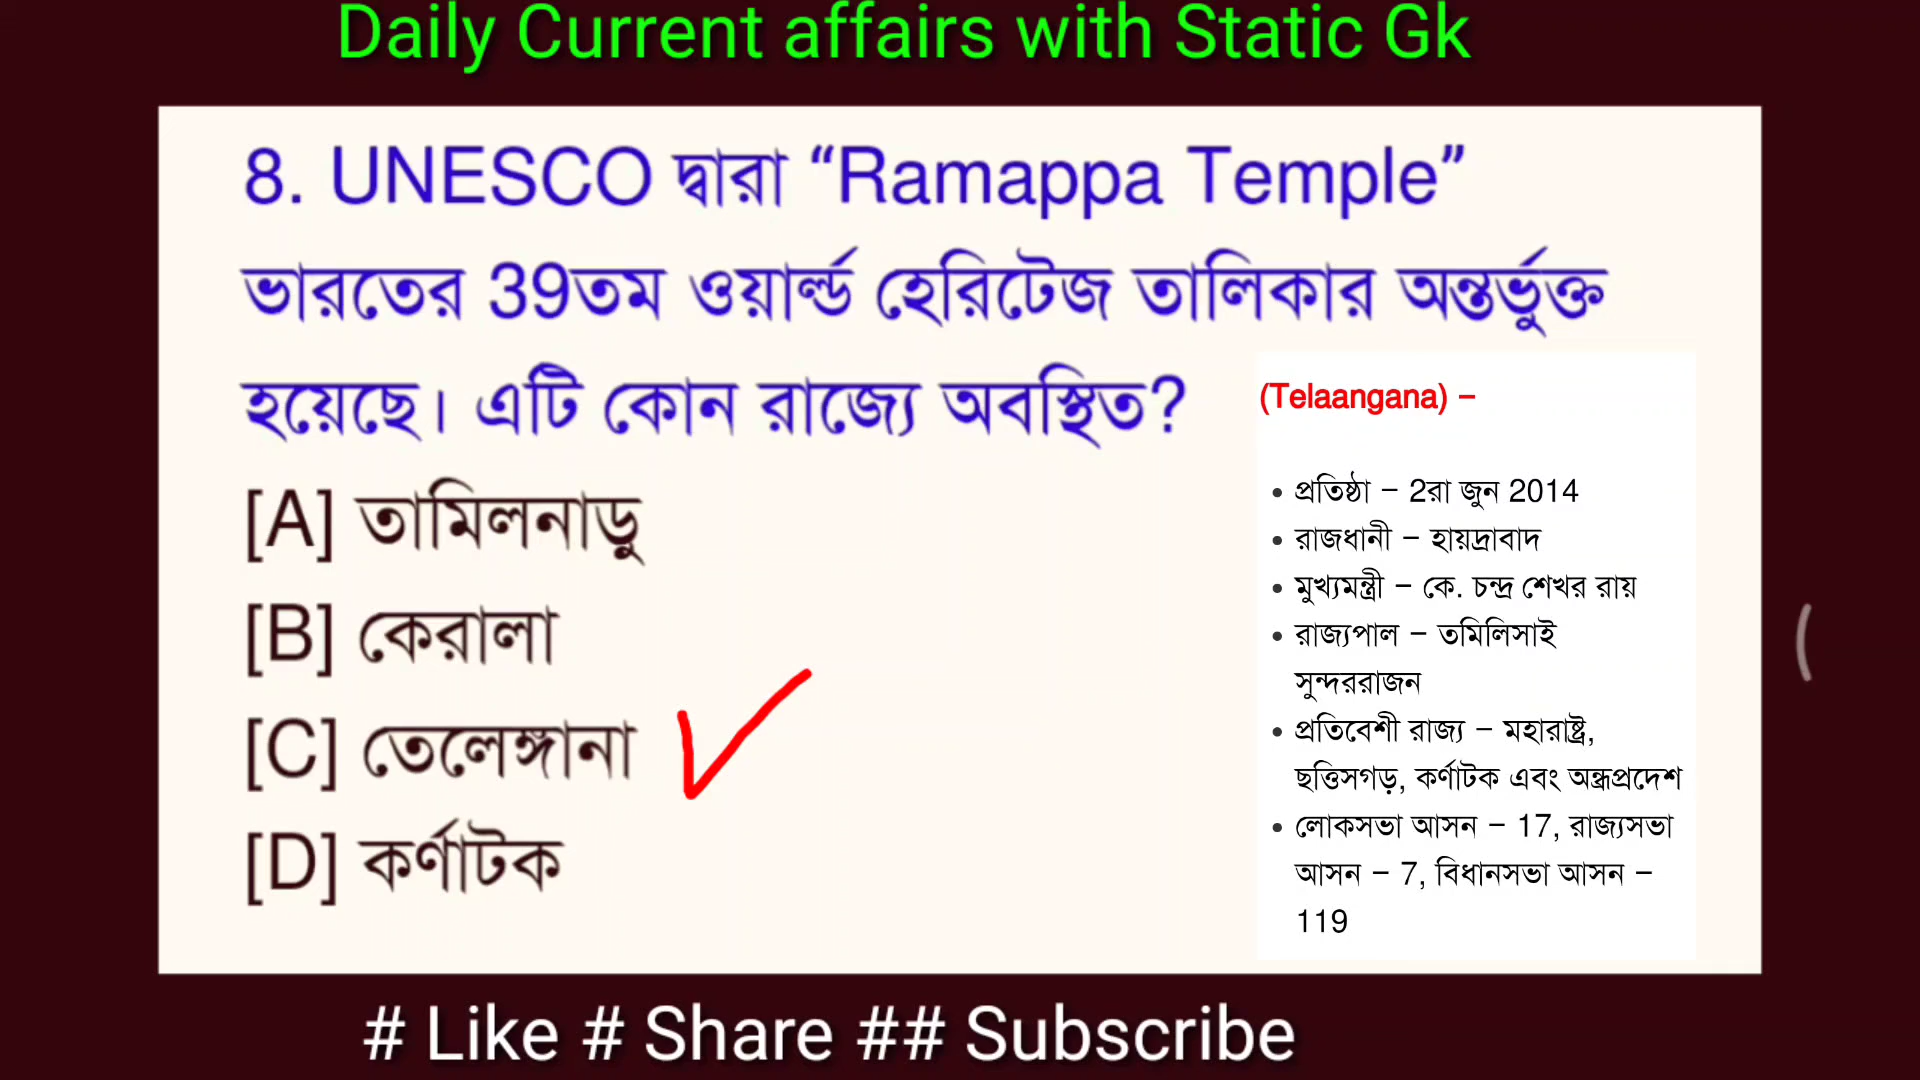 Daily Current affairs with Static Gk
8. UNESCO দ্বারা “Ramappa Temple”
ভারতের 39তম ওয়ার্ল্ড হেরিটেজ তালিকার অন্তর্ভুক্ত
হয়েছে। এটি কোন রাজ্যে অবস্থিত?
[A] তামিলনাড়ু
[B] কেরালা
[C] তেলেঙ্গানা
[D] কর্ণাটক
(Telaangana) –
• প্রতিষ্ঠা – 2রা জুন 2014
• রাজধানী – হায়দ্রাবাদ
• মুখ্যমন্ত্রী – কে. চন্দ্র শেখর রায়
• রাজ্যপাল – তমিলিসাই
সুন্দররাজন
• প্রতিবেশী রাজ্য – মহারাষ্ট্র,
ছত্তিসগড়, কর্ণাটক এবং অন্ধ্রপ্রদেশ
• লোকসভা আসন – 17, রাজ্যসভা
আসন – 7, বিধানসভা আসন –
119
# Like # Share ## Subscribe